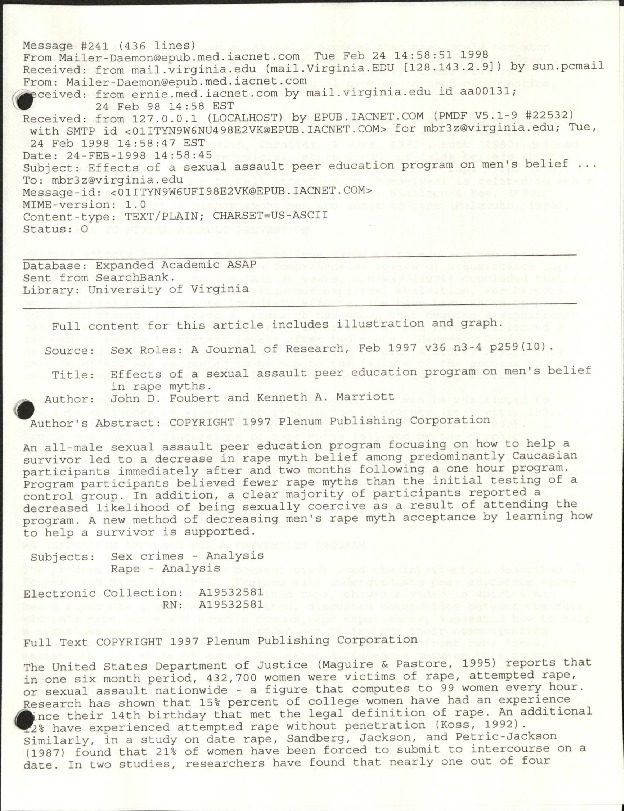 Message #241 (436 lines)
From Mailer-Daemon@epub.med.iacnet.com  Tue Feb 24 14:58:51 1998
Received: from mail.virginia.edu (mail.Virginia.EDU [128.143.2.9]) by sun.pcmail
From: Mailer-Daemon@epub.med.iacnet.com
eceived: from ernie.med.iacnet.com by mail.virginia.edu id aa00131;
24 Feb 98 14:58 EST
Received: from 127.0.0.1 (LOCALHOST) by EPUB.IACNET.COM (PMDF V5.1-9 #22532)
with SMTP id <01ITYN9W6NU498E2VK@EPUB.IACNET.COM> for mbr3z@virginia.edu; Tue,
24 Feb 1998 14:58:47 EST
Date: 24-FEB-1998 14:58:45
Subject: Effects of a sexual assault peer education program on men's belief ...
To: mbr3z@virginia.edu
Message-id: <01ITYN9W6UFI98E2VK@EPUB.IACNET.COM>
MIME-version: 1.0
Content-type: TEXT/PLAIN; CHARSET=US-ASCII
Status: O
Database: Expanded Academic ASAP
Sent from SearchBank.
Library: University of Virginia
Full content for this article includes illustration and graph.
Source: Sex Roles: A Journal of Research, Feb 1997 v36 n3-4 p259(10).
Title: Effects of a sexual assault peer education program on men's belief
in rape myths.
Author: John D. Foubert and Kenneth A. Marriott
Author's Abstract: COPYRIGHT 1997 Plenum Publishing Corporation
An all-male sexual assault peer education program focusing on how to help a
survivor led to a decrease in rape myth belief among predominantly Caucasian
participants immediately after and two months following a one hour program.
Program participants believed fewer rape myths than the initial testing of a
control group. In addition, a clear majority of participants reported a
decreased likelihood of being sexually coercive as a result of attending the
program. A new method of decreasing men's rape myth acceptance by learning how
to help a survivor is supported.
Subjects: Sex crimes - Analysis
Rape - Analysis
Electronic Collection: A19532581
RN: A19532581
Full Text COPYRIGHT 1997 Plenum Publishing Corporation
The United States Department of Justice (Maguire & Pastore, 1995) reports that
in one six month period, 432,700 women were victims of rape, attempted rape,
or sexual assault nationwide - a figure that computes to 99 women every hour.
Research has shown that 15% percent of college women have had an experience
nce their 14th birthday that met the legal definition of rape. An additional
12% have experienced attempted rape without penetration (Koss, 1992).
Similarly, in a study on date rape, Sandberg, Jackson, and Petric-Jackson
(1987) found that 21% of women have been forced to submit to intercourse on a
date. In two studies, researchers have found that nearly one out of four